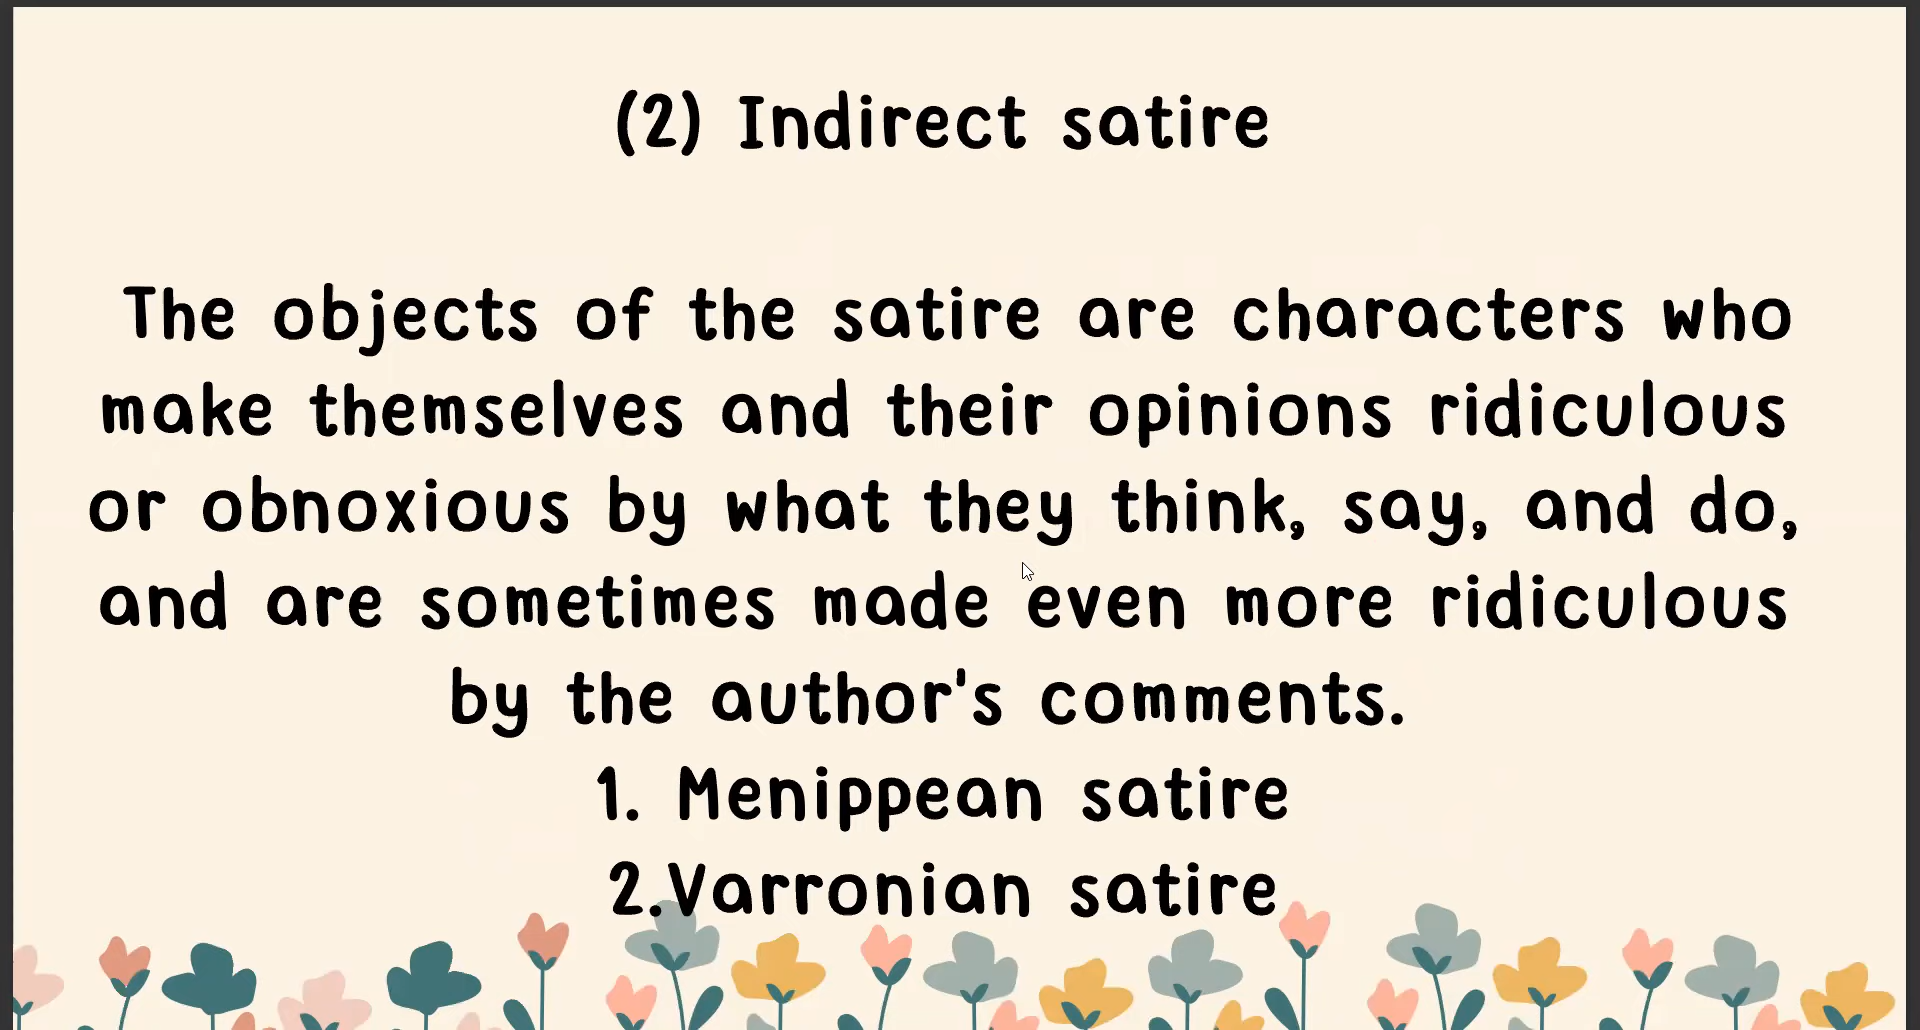 (2) Indirect satire
The objects of the satire are characters who
make themselves and their opinions ridiculous
or obnoxious by what they think, say, and do,
and are sometimes made even more ridiculous
by the author's comments.
1. Menippean satire
2.Varronian satire